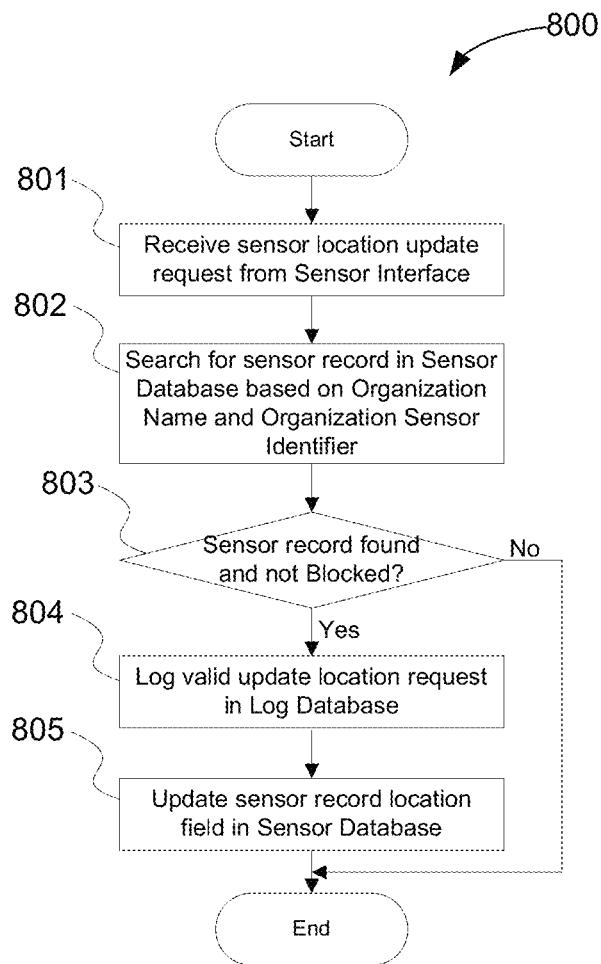 800
Start
801
Receive sensor location update
request from Sensor Interface
802
Search for sensor record in Sensor
Database based on Organization
Name and Organization Sensor
Identifier
803
Sensor record found
and not Blocked?
No
Yes
804
Log valid update location request
in Log Database
805
Update sensor record location
field in Sensor Database
End